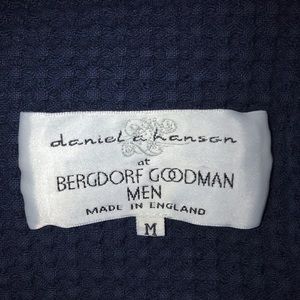 daniel a hanson
at
BERGDORF GOODMAN
MEN
MADE IN ENGLAND
M